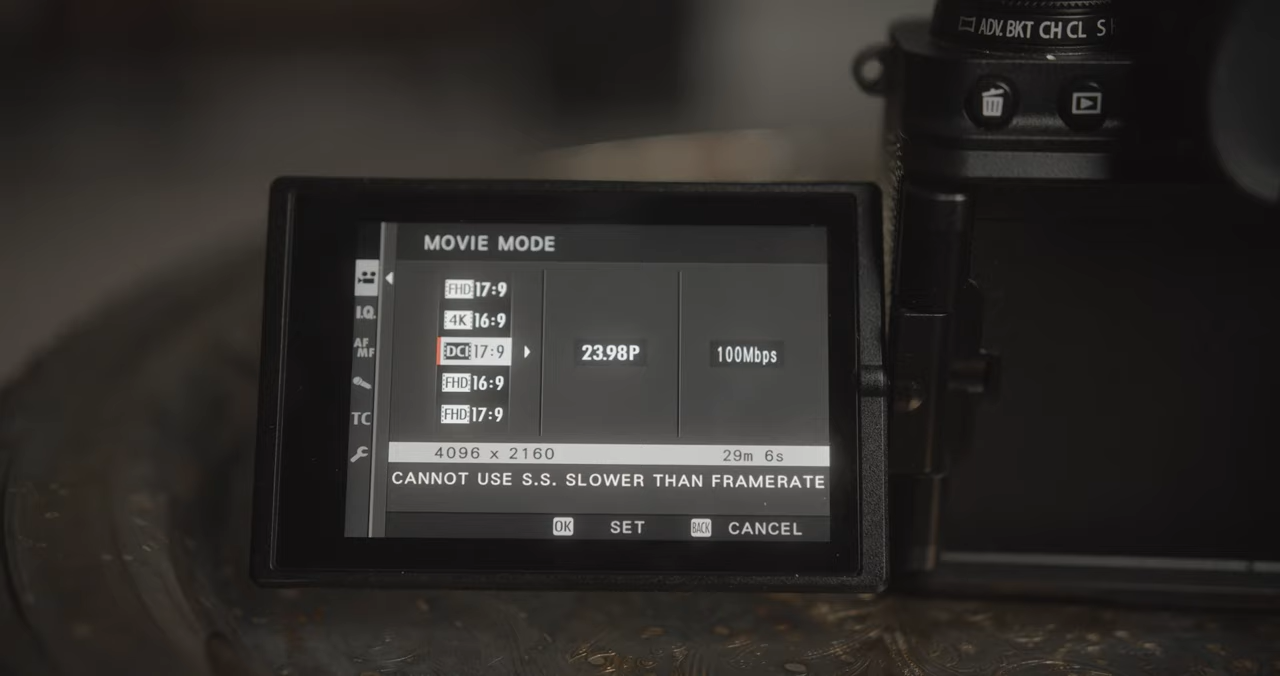 ADV. BKT CH CL S
MOVIE MODE
FHD 17:9
4K 16:9
I.Q.
DCI 17:9
23.98P
100Mbps
AF
MF
FHD 16:9
FHD 17:9
TC
4096 x 2160 29m 6s
CANNOT USE S.S. SLOWER THAN FRAMERATE
OK SET BACK CANCEL